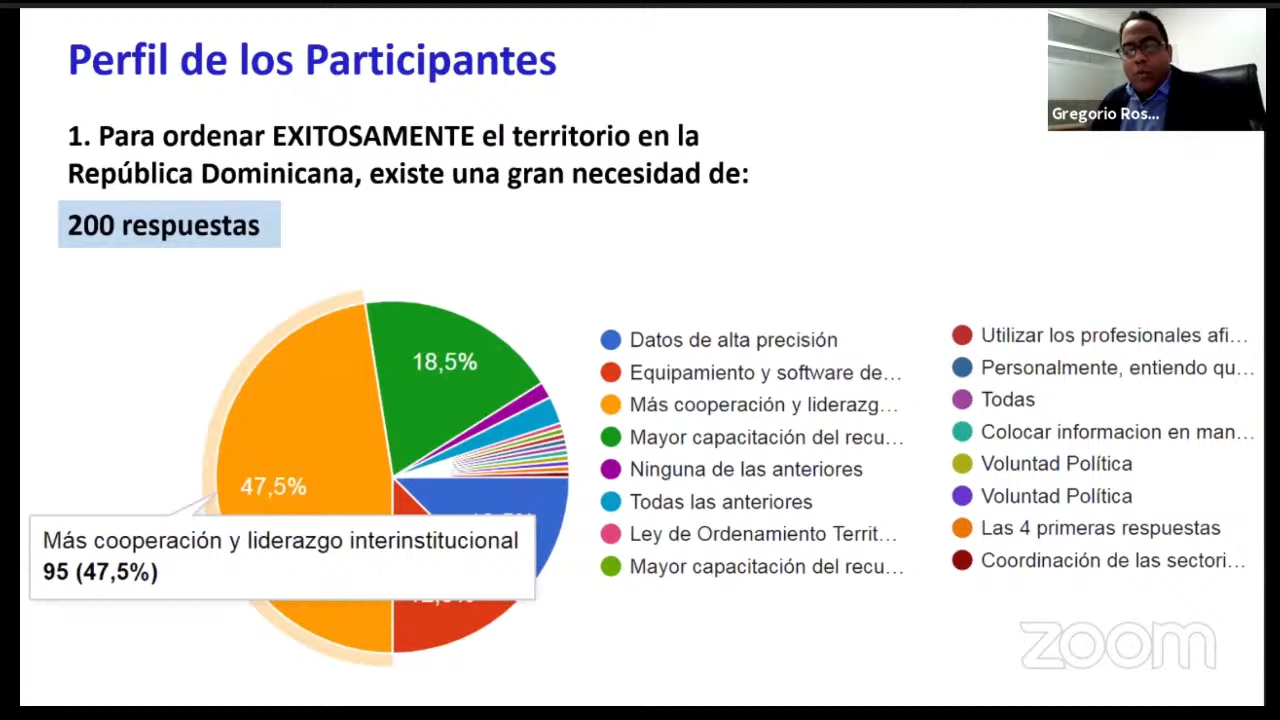 Perfil de los Participantes
Gregorio Ros...
1. Para ordenar EXITOSAMENTE el territorio en la
República Dominicana, existe una gran necesidad de:
200 respuestas
18,5%
47,5%
Más cooperación y liderazgo interinstitucional
95 (47,5%)
Datos de alta precisión
Equipamiento y software de...
Más cooperación y liderazg...
Mayor capacitación del recu...
Ninguna de las anteriores
Todas las anteriores
Ley de Ordenamiento Territ...
Mayor capacitación del recu...
Utilizar los profesionales afi...
Personalmente, entiendo qu...
Todas
Colocar informacion en man...
Voluntad Política
Voluntad Política
Las 4 primeras respuestas
Coordinación de las sectori...
zoom